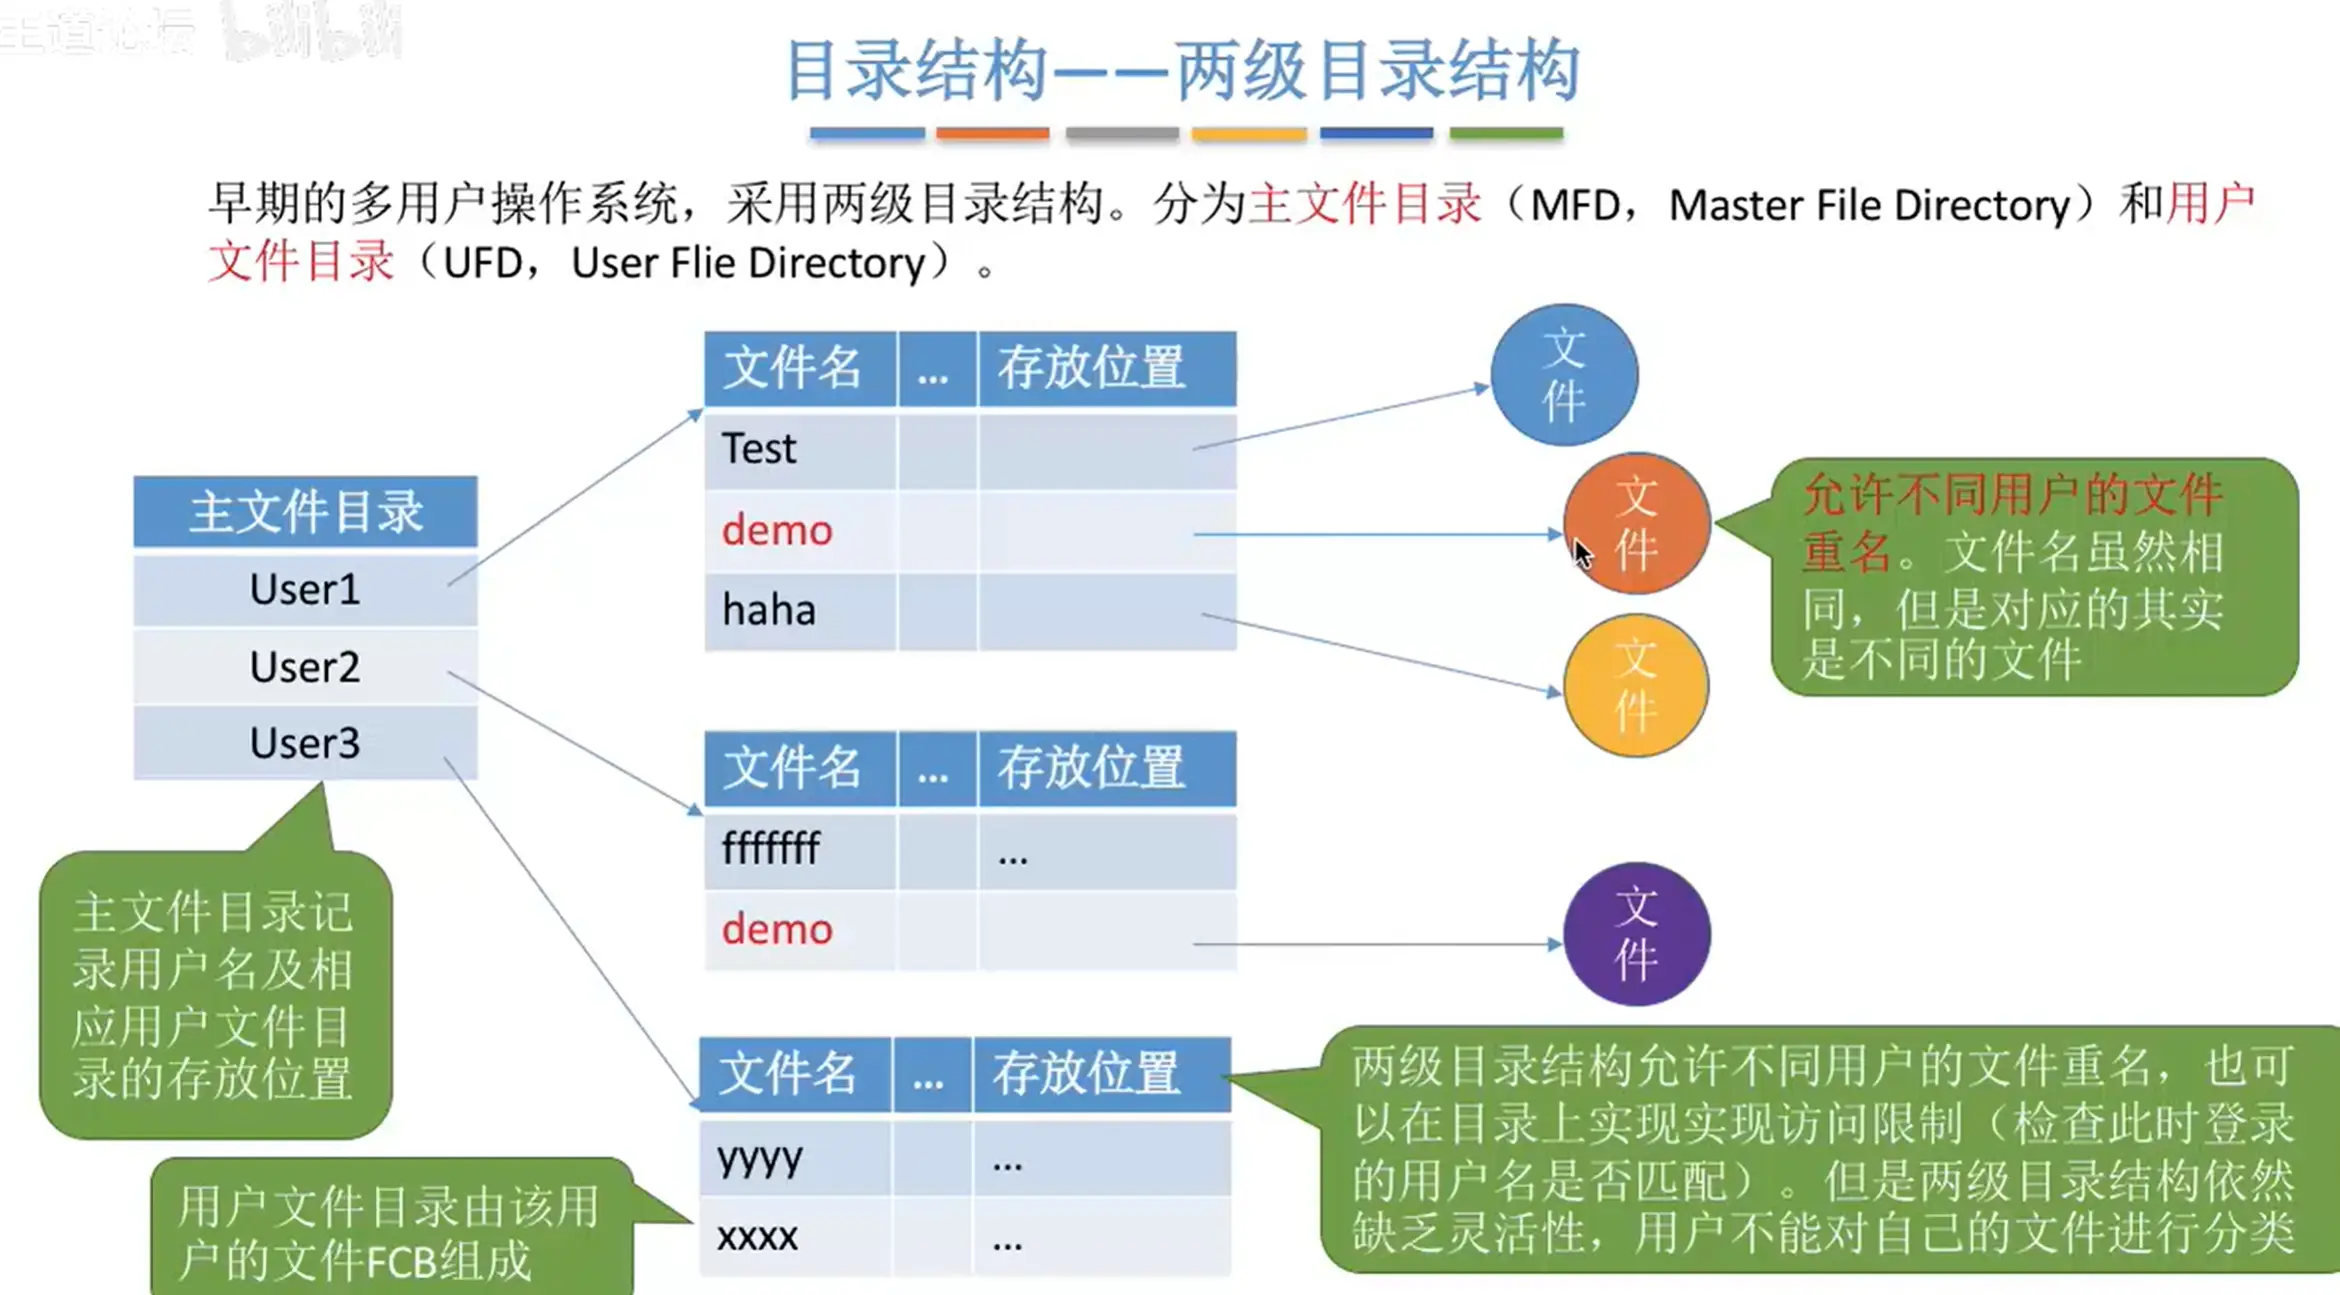 王道论坛 bilibili
目录结构——两级目录结构
早期的多用户操作系统，采用两级目录结构。分为主文件目录（MFD，Master File Directory）和用户
文件目录（UFD， User Flie Directory）。
主文件目录
User1
User2
User3
文件名 ... 存放位置
Test
demo
haha
文
件
文
件
文
件
允许不同用户的文件
重名。文件名虽然相
同，但是对应的其实
是不同的文件
文件名 ... 存放位置
fffffff ...
demo
文
件
主文件目录记
录用户名及相
应用户文件目
录的存放位置
文件名 ... 存放位置
yyyy ...
xxxx ...
用户文件目录由该用
户的文件FCB组成
两级目录结构允许不同用户的文件重名，也可
以在目录上实现实现访问限制（检查此时登录
的用户名是否匹配）。但是两级目录结构依然
缺乏灵活性，用户不能对自己的文件进行分类